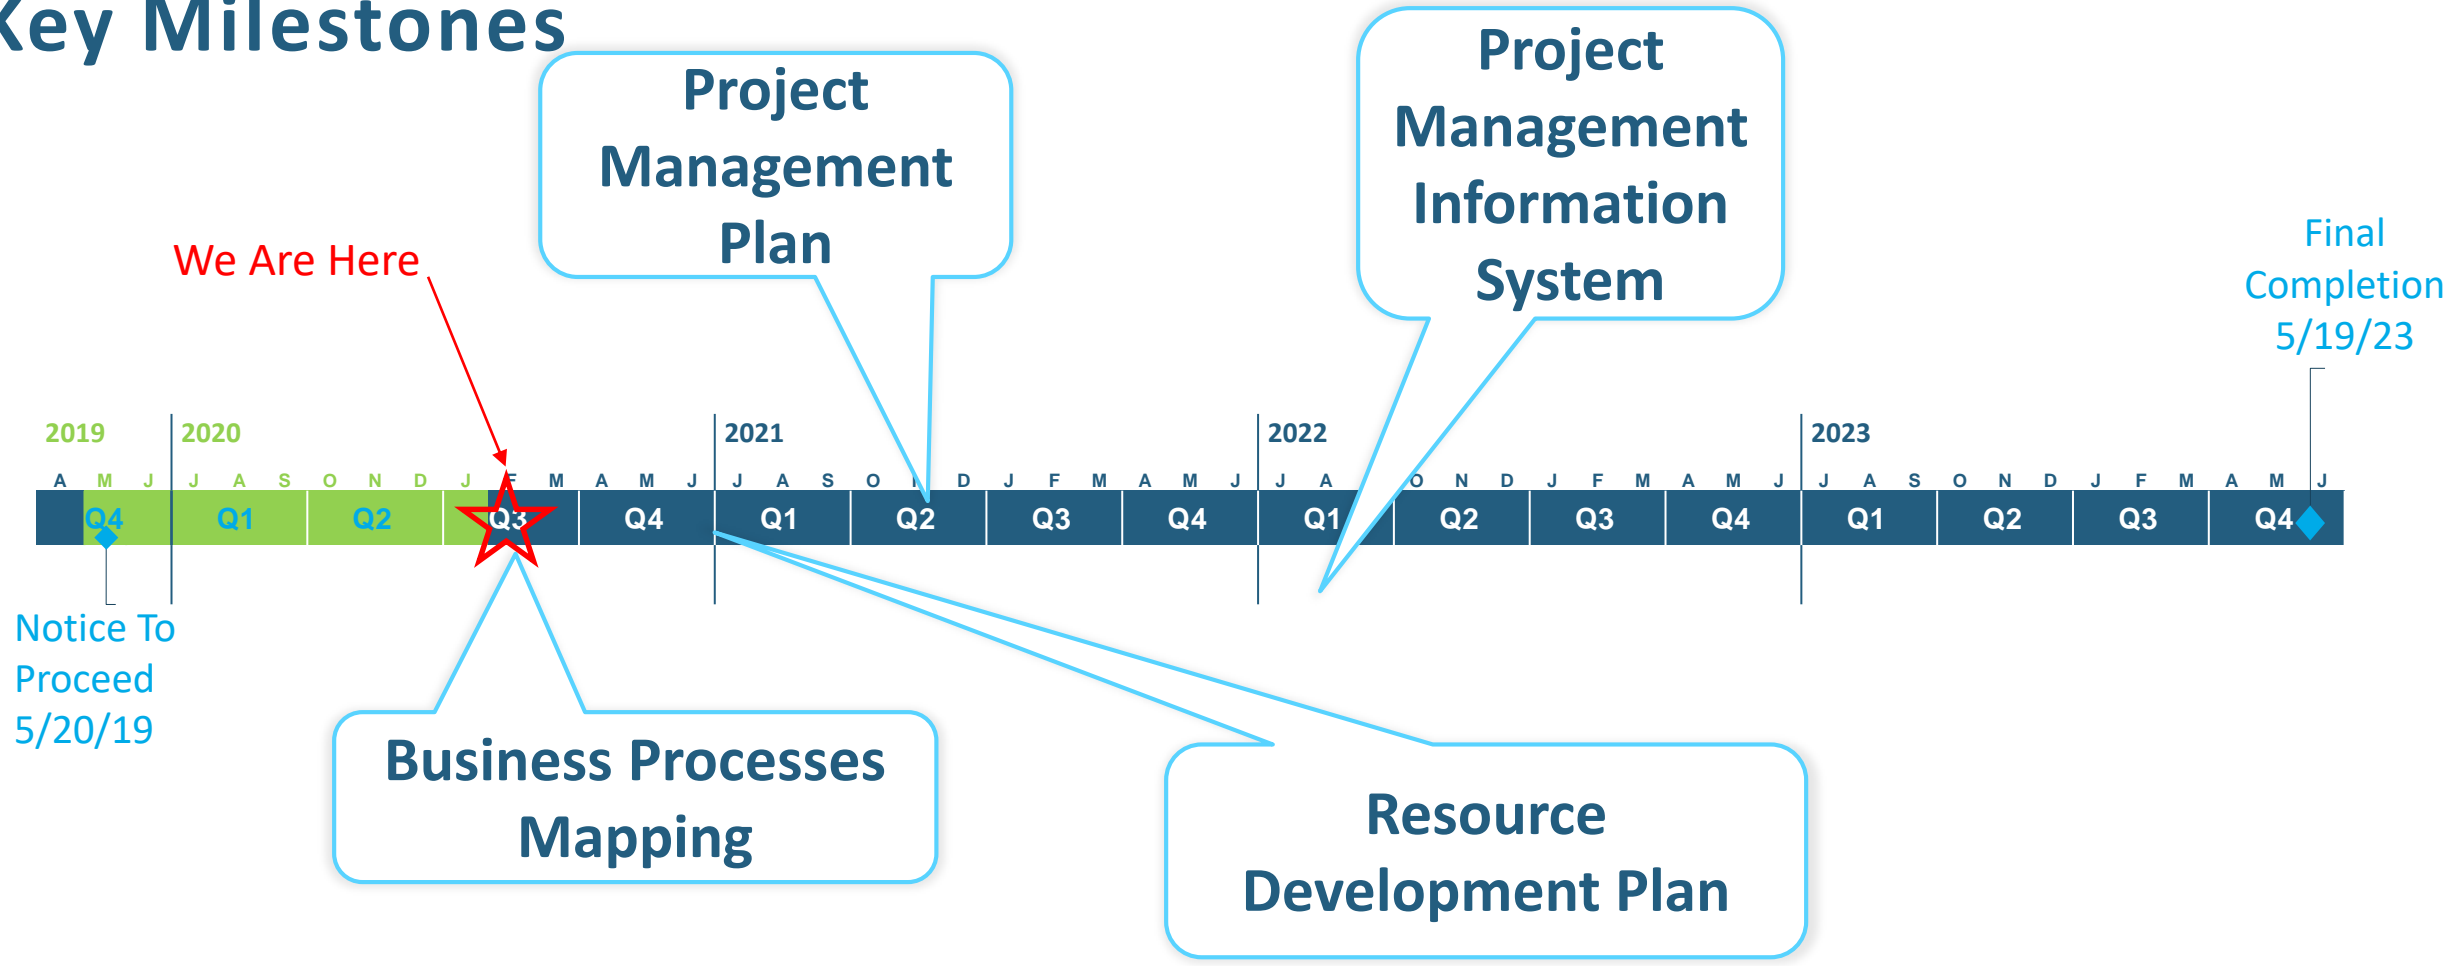 Key Milestones
Project
Management
Plan
Project
Management
Information
System
We Are Here
Final
Completion
5/19/23
2019 2020 2021 2022 2023
A M J J A S O N D J F M A M J J A S O N D J F M A M J J A O N D J F M A M J J A S O N D J F M A M J
Q4 Q1 Q2 Q3 Q4 Q1 Q2 Q3 Q4 Q1 Q2 Q3 Q4 Q1 Q2 Q3 Q4
Notice To
Proceed
5/20/19
Business Processes
Mapping
Resource
Development Plan